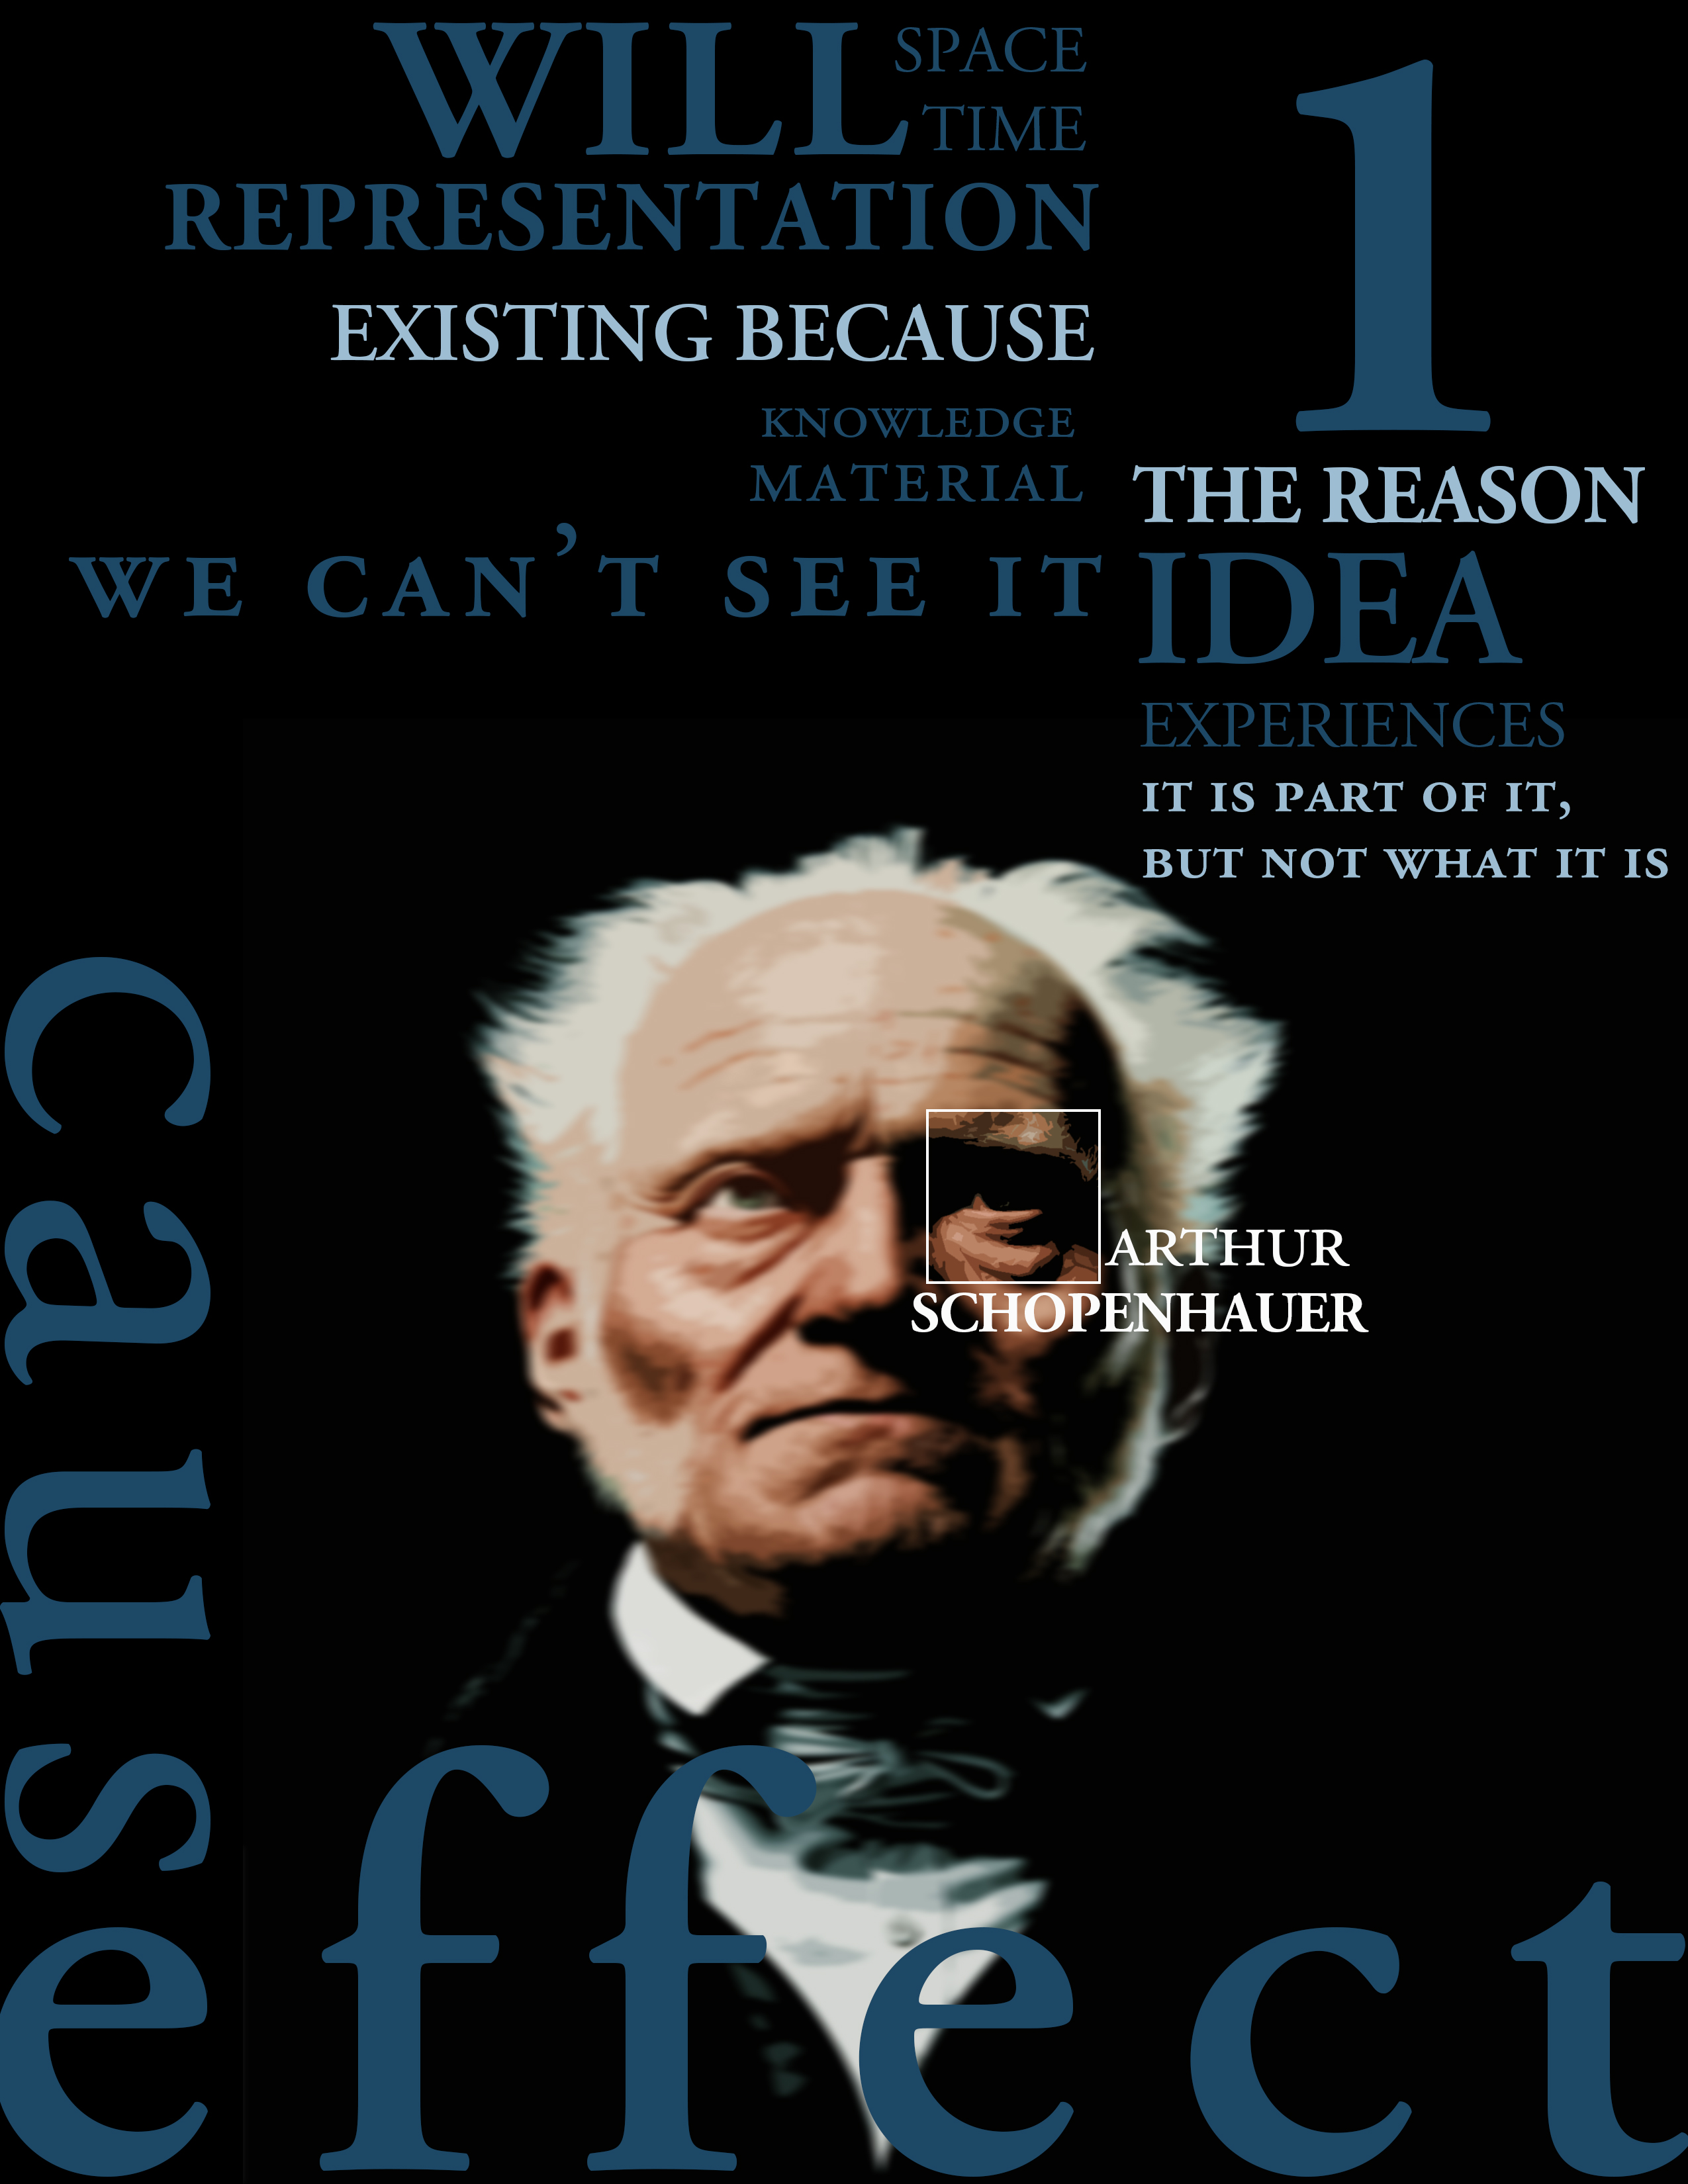 WILL
SPACE
TIME
REPRESENTATION
EXISTING BECAUSE
KNOWLEDGE
MATERIAL
WE CAN'T SEE IT
1
THE REASON
IDEA
EXPERIENCES
IT IS PART OF IT,
BUT NOT WHAT IT IS
ARTHUR
SCHOPENHAUER
cause
effect